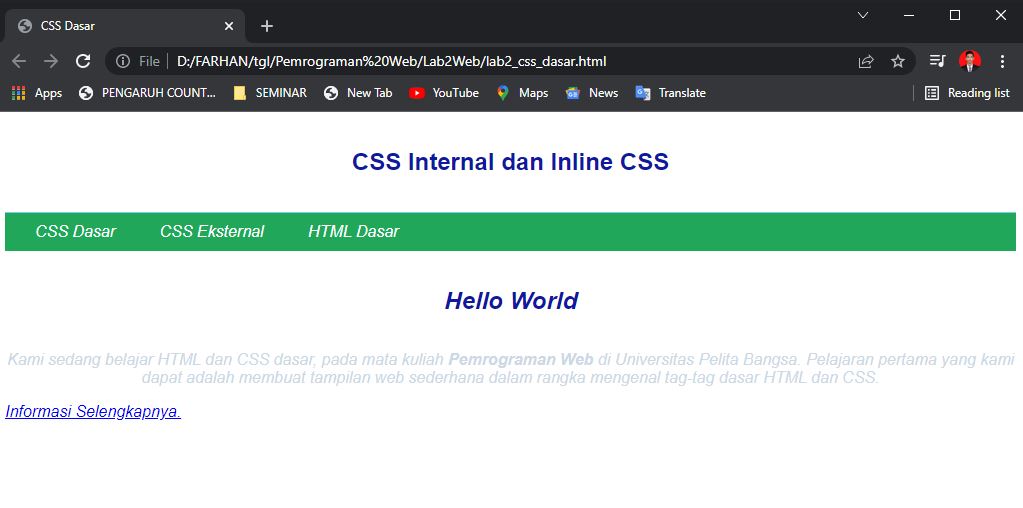 CSS Dasar
File
D:/FARHAN/tgl/Pemrograman%20Web/Lab2Web/lab2_css_dasar.html
Apps PENGARUH COUNT... SEMINAR New Tab YouTube Maps News Translate Reading list
CSS Internal dan Inline CSS
CSS Dasar CSS Eksternal HTML Dasar
Hello World
Kami sedang belajar HTML dan CSS dasar, pada mata kuliah Pemrograman Web di Universitas Pelita Bangsa. Pelajaran pertama yang kami
dapat adalah membuat tampilan web sederhana dalam rangka mengenal tag-tag dasar HTML dan CSS.
Informasi Selengkapnya.